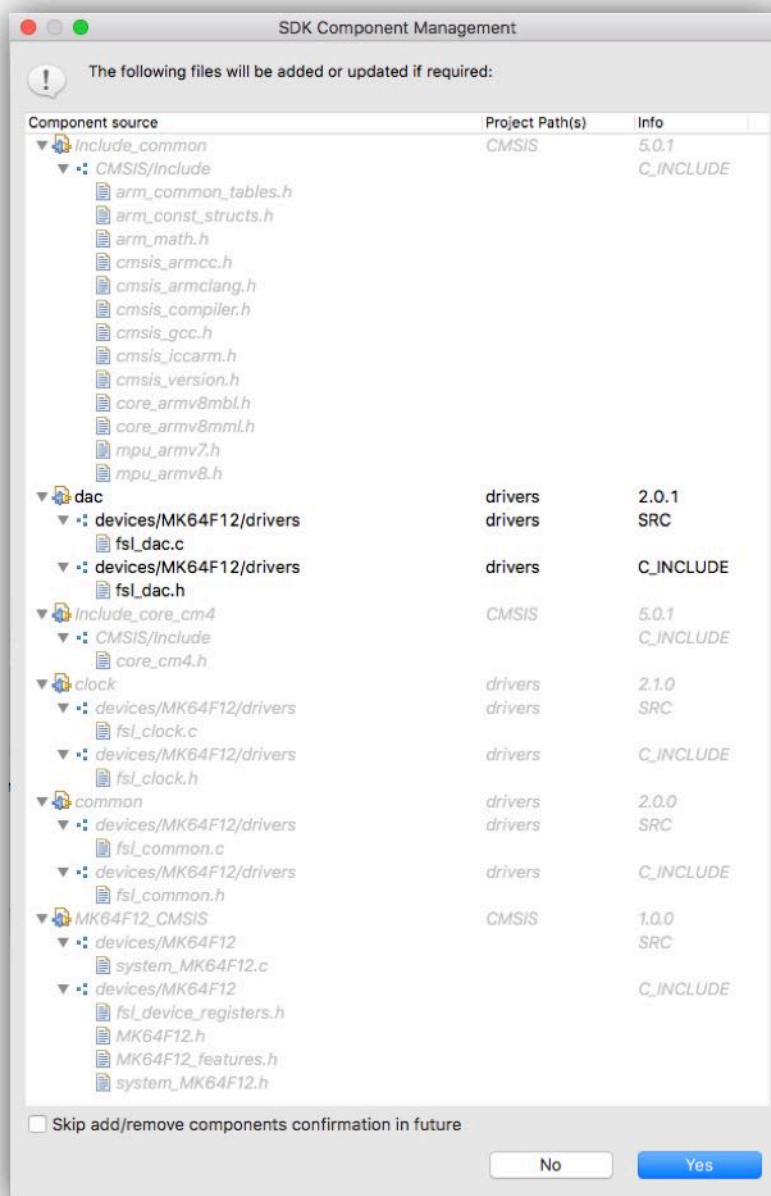 SDK Component Management
The following files will be added or updated if required:
Component source Project Path(s) Info
Include_common CMSIS 5.0.1
CMSIS/Include C_INCLUDE
arm_common_tables.h
arm_const_structs.h
arm_math.h
cmsis_armcc.h
cmsis_armclang.h
cmsis_compiler.h
cmsis_gcc.h
cmsis_iccarm.h
cmsis_version.h
core_armv8mbl.h
core_armv8mml.h
mpu_armv7.h
mpu_armv8.h
dac drivers 2.0.1
devices/MK64F12/drivers drivers SRC
fsl_dac.c
devices/MK64F12/drivers drivers C_INCLUDE
fsl_dac.h
Include_core_cm4 CMSIS 5.0.1
CMSIS/Include C_INCLUDE
core_cm4.h
clock drivers 2.1.0
devices/MK64F12/drivers drivers SRC
fsl_clock.c
devices/MK64F12/drivers drivers C_INCLUDE
fsl_clock.h
common drivers 2.0.0
devices/MK64F12/drivers drivers SRC
fsl_common.c
devices/MK64F12/drivers drivers C_INCLUDE
fsl_common.h
MK64F12_CMSIS CMSIS 1.0.0
devices/MK64F12 SRC
system_MK64F12.c
devices/MK64F12 C_INCLUDE
fsl_device_registers.h
MK64F12.h
MK64F12_features.h
system_MK64F12.h
Skip add/remove components confirmation in future
No Yes